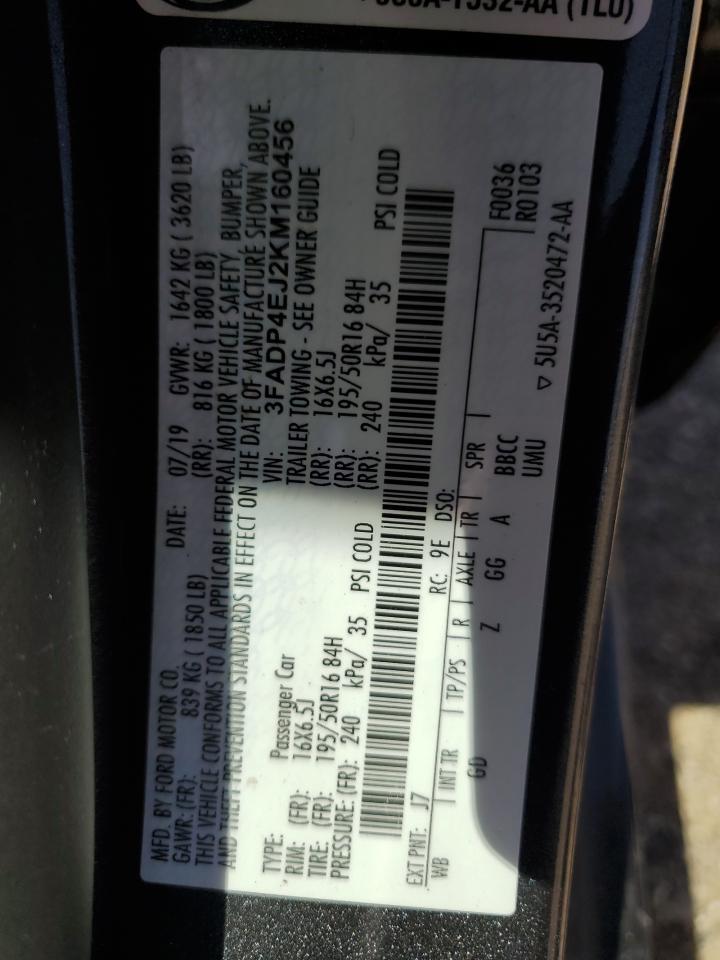 MFD. BY FORD MOTOR CO. DATE: 07/19 GVWR: 1642 KG ( 3620 LB)
GAWR: (FR): 839 KG ( 1850 LB) (RR): 816 KG ( 1800 LB)
THIS VEHICLE CONFORMS TO ALL APPLICABLE FEDERAL MOTOR VEHICLE SAFETY, BUMPER,
AND THEFT PREVENTION STANDARDS IN EFFECT ON THE DATE OF MANUFACTURE SHOWN ABOVE.
VIN: 3FADP4EJ2KM160456
TYPE: Passenger Car TRAILER TOWING - SEE OWNER GUIDE
RIM: (FR): 16X6.5J (RR): 16X6.5J
TIRE: (FR): 195/50R16 84H (RR): 195/50R16 84H
PRESSURE: (FR): 240 kPa/ 35 PSI COLD (RR): 240 kPa/ 35 PSI COLD
EXT PNT: J7 RC: 9E DSO: F0036
WB INT TR TP/PS R AXLE TR SPR R0103
GD Z GG A BBCC
UMU ▽ 5U5A-3520472-AA